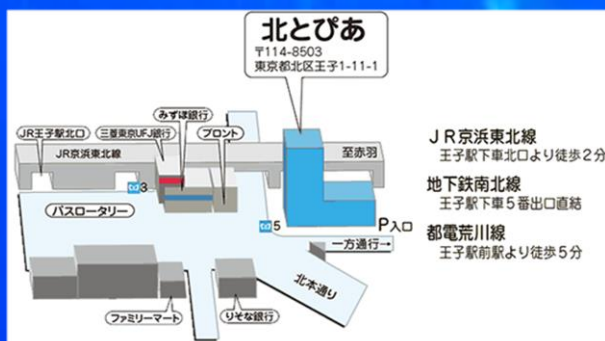 北とぴあ
〒114-8503
東京都北区王子1-11-1
みずほ銀行
JR王子駅北口
三菱東京UFJ銀行
プロント
JR京浜東北線
至赤羽
3
バスロータリー
5
P入口
一方通行→
北本通り
ファミリーマート
りそな銀行
JR京浜東北線
王子駅下車北口より徒歩2分
地下鉄南北線
王子駅下車5番出口直結
都電荒川線
王子駅前駅より徒歩5分